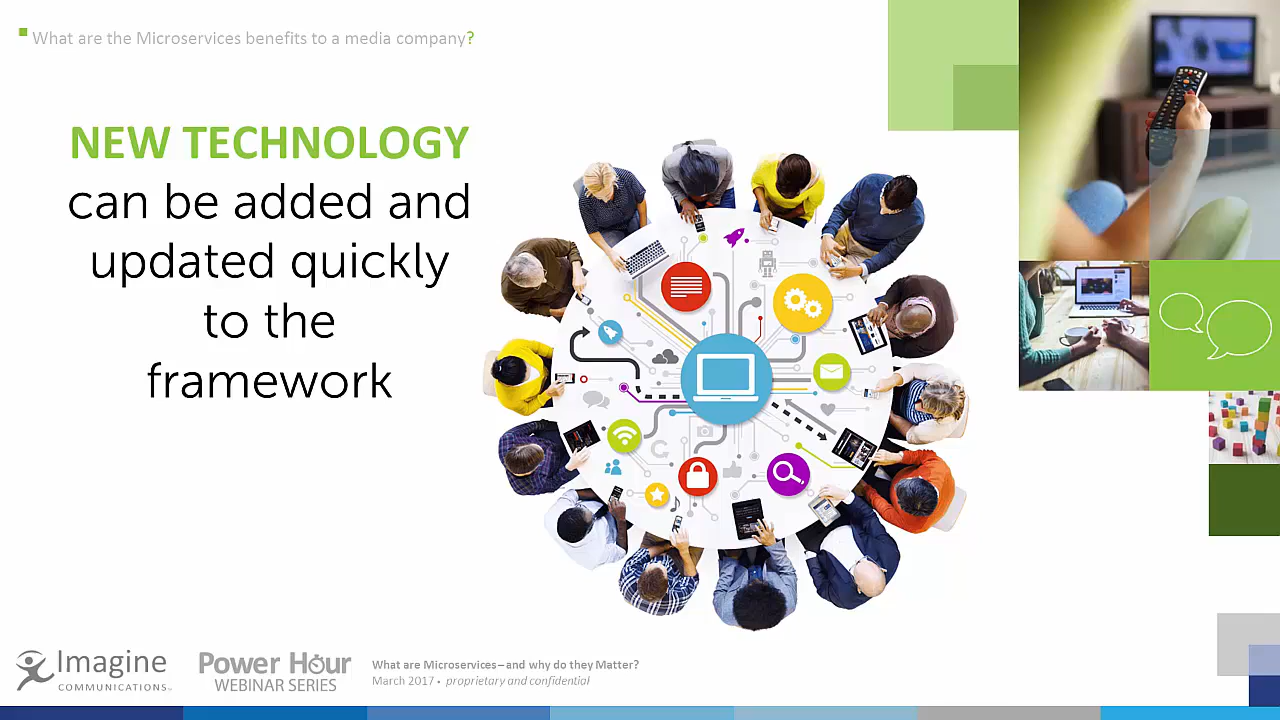 What are the Microservices benefits to a media company?
NEW TECHNOLOGY
can be added and
updated quickly
to the
framework
Imagine
COMMUNICATIONS
Power Hour
WEBINAR SERIES
What are Microservices—and why do they Matter?
March 2017 • proprietary and confidential